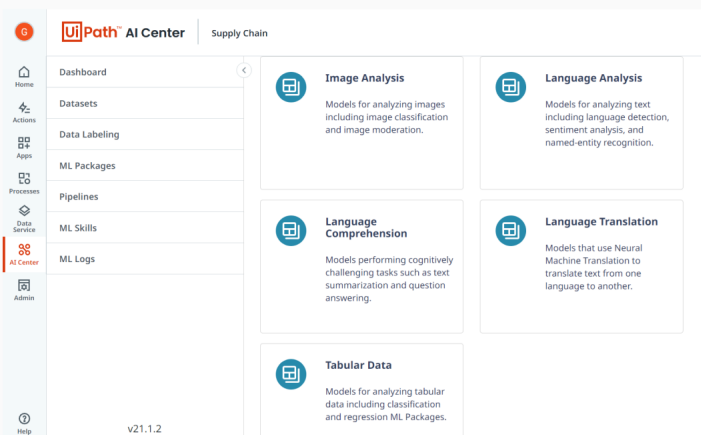 G
UiPath™ AI Center
Supply Chain
Home
Actions
Apps
Processes
Data
Service
AI Center
Admin
Help
Dashboard
Datasets
Data Labeling
ML Packages
Pipelines
ML Skills
ML Logs
v21.1.2
Image Analysis
Models for analyzing images
including image classification
and image moderation.
Language Analysis
Models for analyzing text
including language detection,
sentiment analysis, and
named-entity recognition.
Language
Comprehension
Models performing cognitively
challenging tasks such as text
summarization and question
answering.
Language Translation
Models that use Neural
Machine Translation to
translate text from one
language to another.
Tabular Data
Models for analyzing tabular
data including classification
and regression ML Packages.